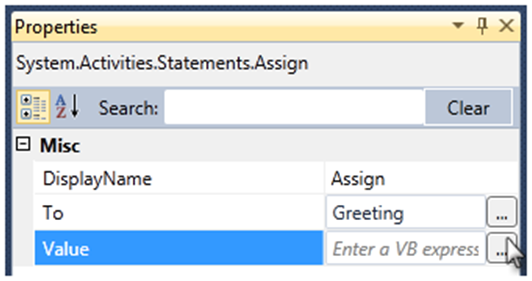 Properties
System.Activities.Statements.Assign
A Z Search: Clear
Misc
DisplayName Assign
To Greeting ...
Value Enter a VB express ...